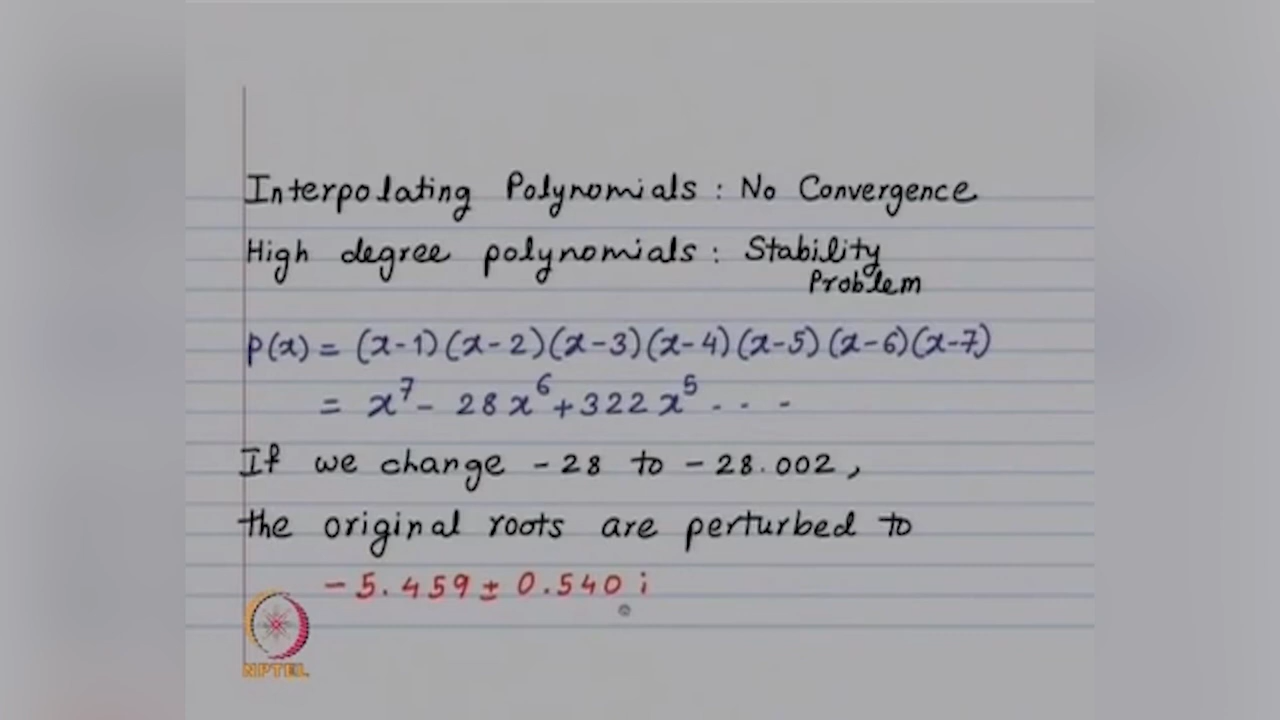 Interpolating Polynomials : No Convergence
High degree polynomials : Stability
Problem
p(x) = (x-1)(x-2)(x-3)(x-4)(x-5)(x-6)(x-7)
= x⁷ - 28x⁶ + 322x⁵ . . . -
If we change -28 to -28.002,
the original roots are perturbed to
-5.459 ± 0.540 i
NPTEL